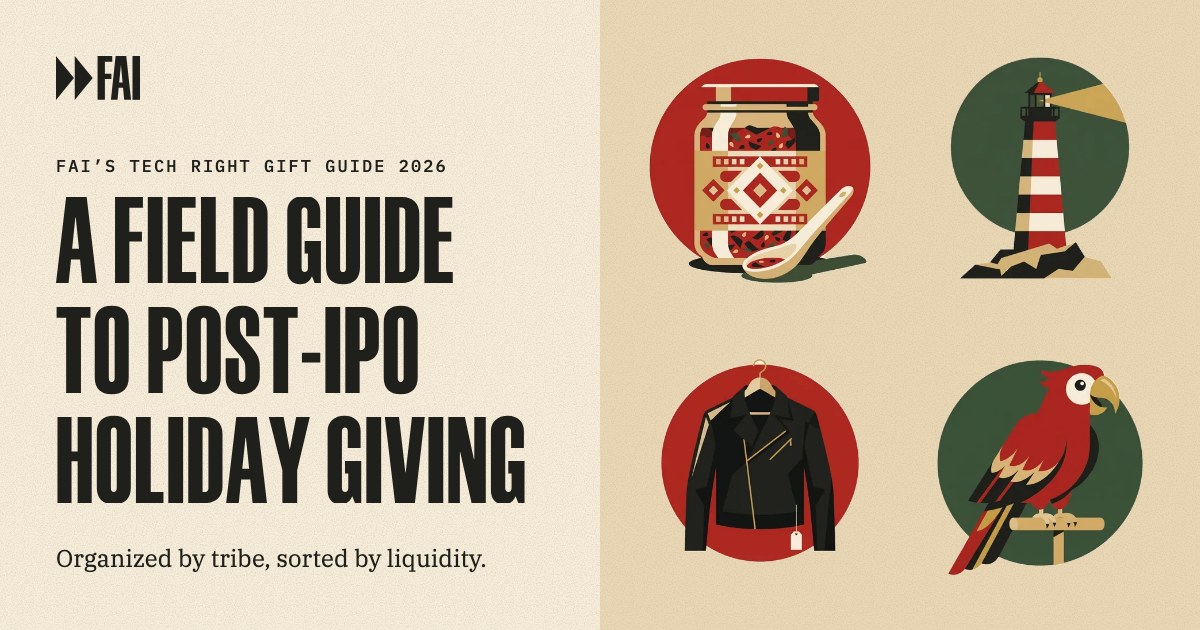 FAI
FAI’S TECH RIGHT GIFT GUIDE 2026
A FIELD GUIDE
TO POST-IPO
HOLIDAY GIVING
Organized by tribe, sorted by liquidity.